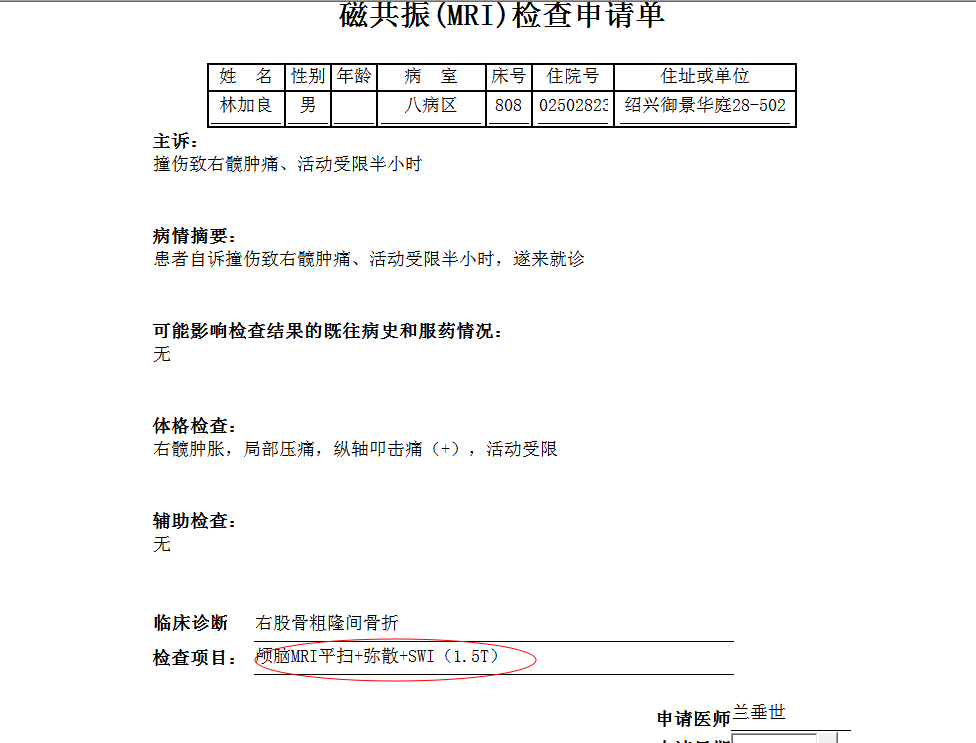 磁共振(MRI)检查申请单
姓 名 性别 年龄 病 室 床号 住院号 住址或单位
林加良 男 八病区 808 02502823 绍兴御景华庭28-502
主诉:
撞伤致右髋肿痛、活动受限半小时
病情摘要:
患者自诉撞伤致右髋肿痛、活动受限半小时，遂来就诊
可能影响检查结果的既往病史和服药情况:
无
体格检查:
右髋肿胀，局部压痛，纵轴叩击痛（+），活动受限
辅助检查:
无
临床诊断 右股骨粗隆间骨折
检查项目: 颅脑MRI平扫+弥散+SWI（1.5T）
申请医师 兰垂世